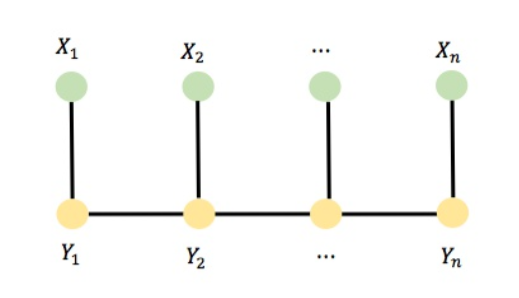 X₁ X₂ ... Xₙ
Y₁ Y₂ ... Yₙ